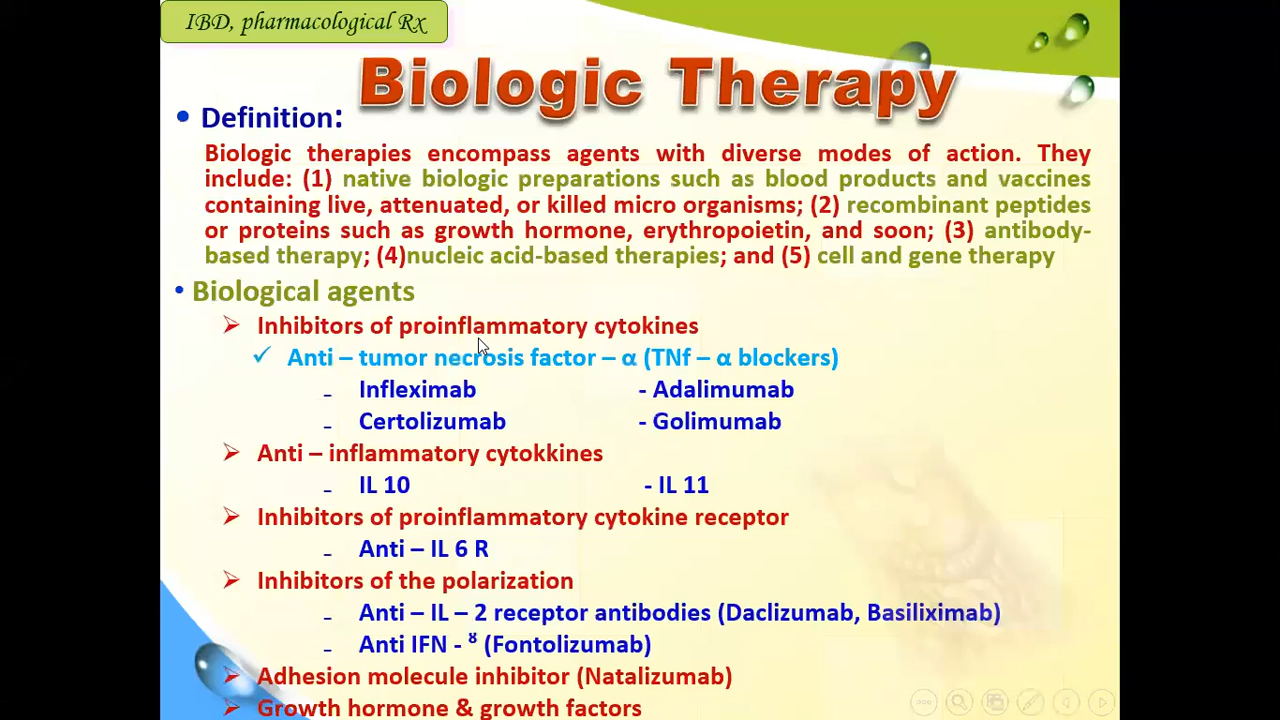 IBD, pharmacological Rx
Biologic Therapy
• Definition:
Biologic therapies encompass agents with diverse modes of action. They
include: (1) native biologic preparations such as blood products and vaccines
containing live, attenuated, or killed micro organisms; (2) recombinant peptides
or proteins such as growth hormone, erythropoietin, and soon; (3) antibody-
based therapy; (4)nucleic acid-based therapies; and (5) cell and gene therapy
• Biological agents
➢ Inhibitors of proinflammatory cytokines
✓ Anti – tumor necrosis factor – α (TNf – α blockers)
- Infleximab - Adalimumab
- Certolizumab - Golimumab
➢ Anti – inflammatory cytokkines
- IL 10 - IL 11
➢ Inhibitors of proinflammatory cytokine receptor
- Anti – IL 6 R
➢ Inhibitors of the polarization
- Anti – IL – 2 receptor antibodies (Daclizumab, Basiliximab)
- Anti IFN - ૪ (Fontolizumab)
➢ Adhesion molecule inhibitor (Natalizumab)
➢ Growth hormone & growth factors